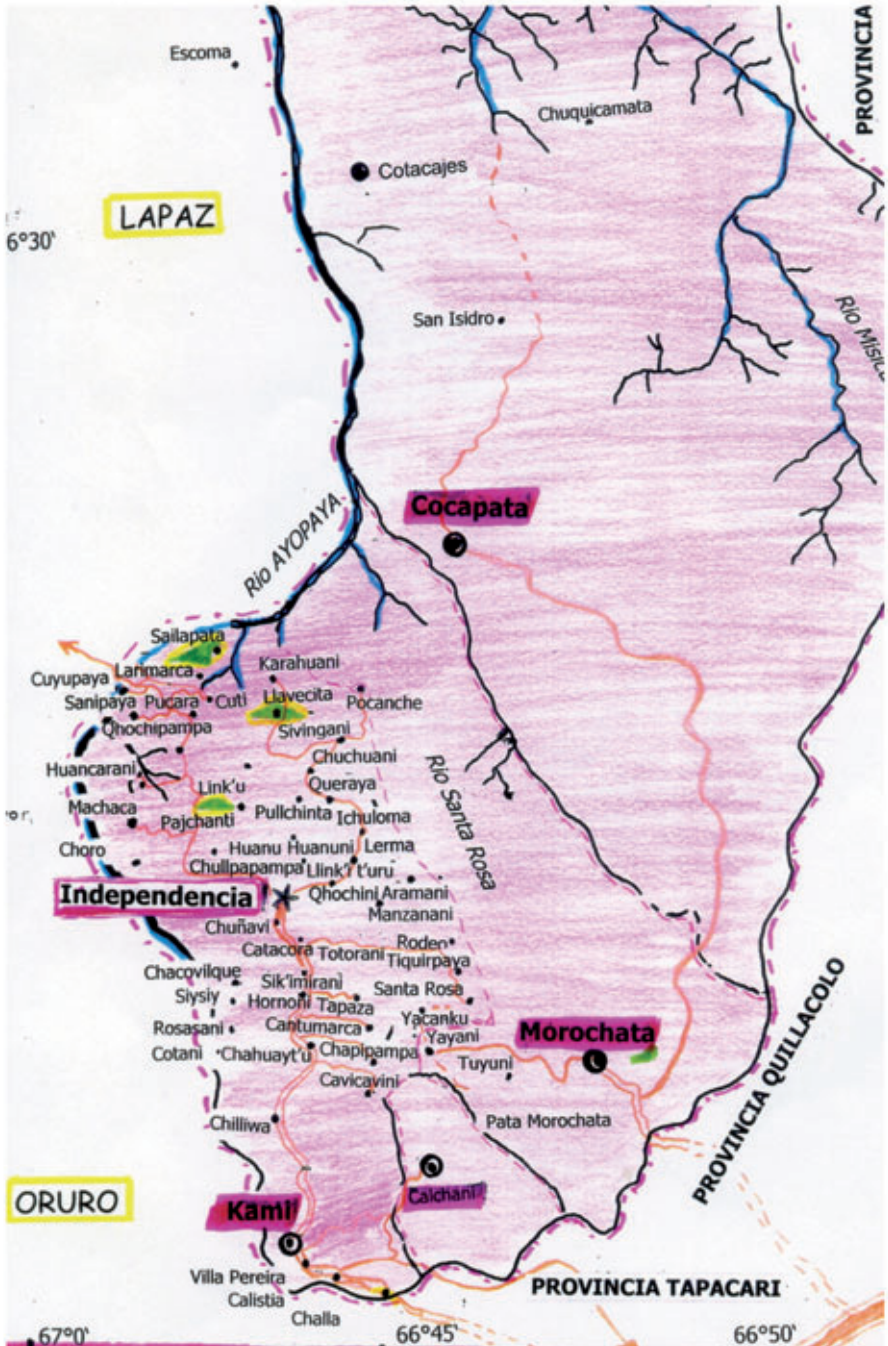 Escoma
PROVINCIA
Chuquicamata
Cotacajes
LAPAZ
6°30'
San Isidro
Rio Misicu
Cocapata
Rio AYOPAYA
Sailapata
Larimarca
Karahuani
Cuyupaya
Llavecita
Sanipaya
Pucara
Cuti
Pocanche
Qhochipampa
Sivingani
Chuchuani
Huancarani
Queraya
Link'u
Rio Santa Rosa
Machaca
Pajchanti
Pullchinta
Ichuloma
Choro
Huanu Huanuni
Lerma
Chullpapampa
Llink'i t'uru
Independencia
Qhochini
Aramani
Manzanani
Chuñavi
Catacora
Totorani
Rodeo
Tiquirpaya
Chacovilque
Sik'imirani
Siysiy
Hornoni
Tapaza
Santa Rosa
Rosasani
Cantumarca
Yacanku
Morochata
Cotani
Chahuayt'u
Chapipampa
Yayani
Tuyuni
Cavicavini
PROVINCIA QUILLACOLO
Chilliwa
Pata Morochata
ORURO
Kami
Calchani
Villa Pereira
Calistia
PROVINCIA TAPACARI
Challa
67°0'
66°45'
66°50'